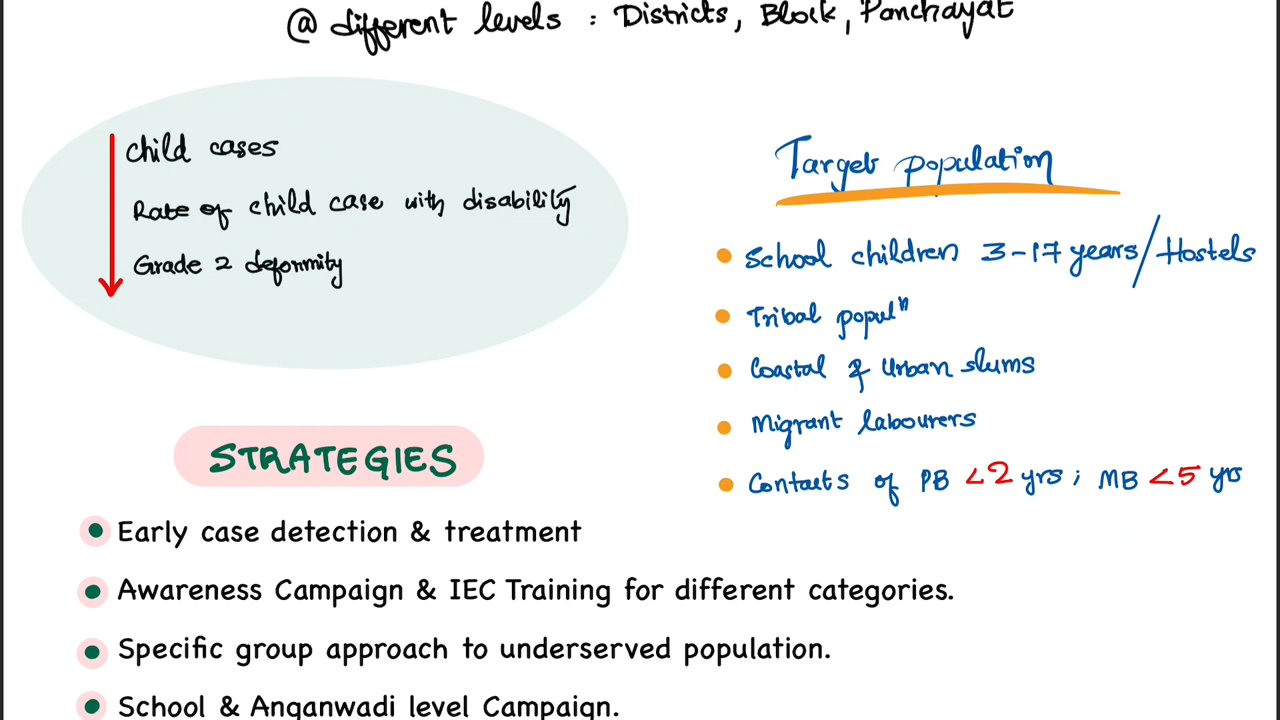 @ different levels : Districts, Block, Panchayat
Child cases
Rate of child case with disability
Grade 2 deformity
Target population
School children 3-17 years/Hostels
Tribal populⁿ
Coastal & Urban slums
Migrant labourers
Contacts of PB <2 yrs; MB <5 yrs
STRATEGIES
Early case detection & treatment
Awareness Campaign & IEC Training for different categories.
Specific group approach to underserved population.
School & Anganwadi level Campaign.